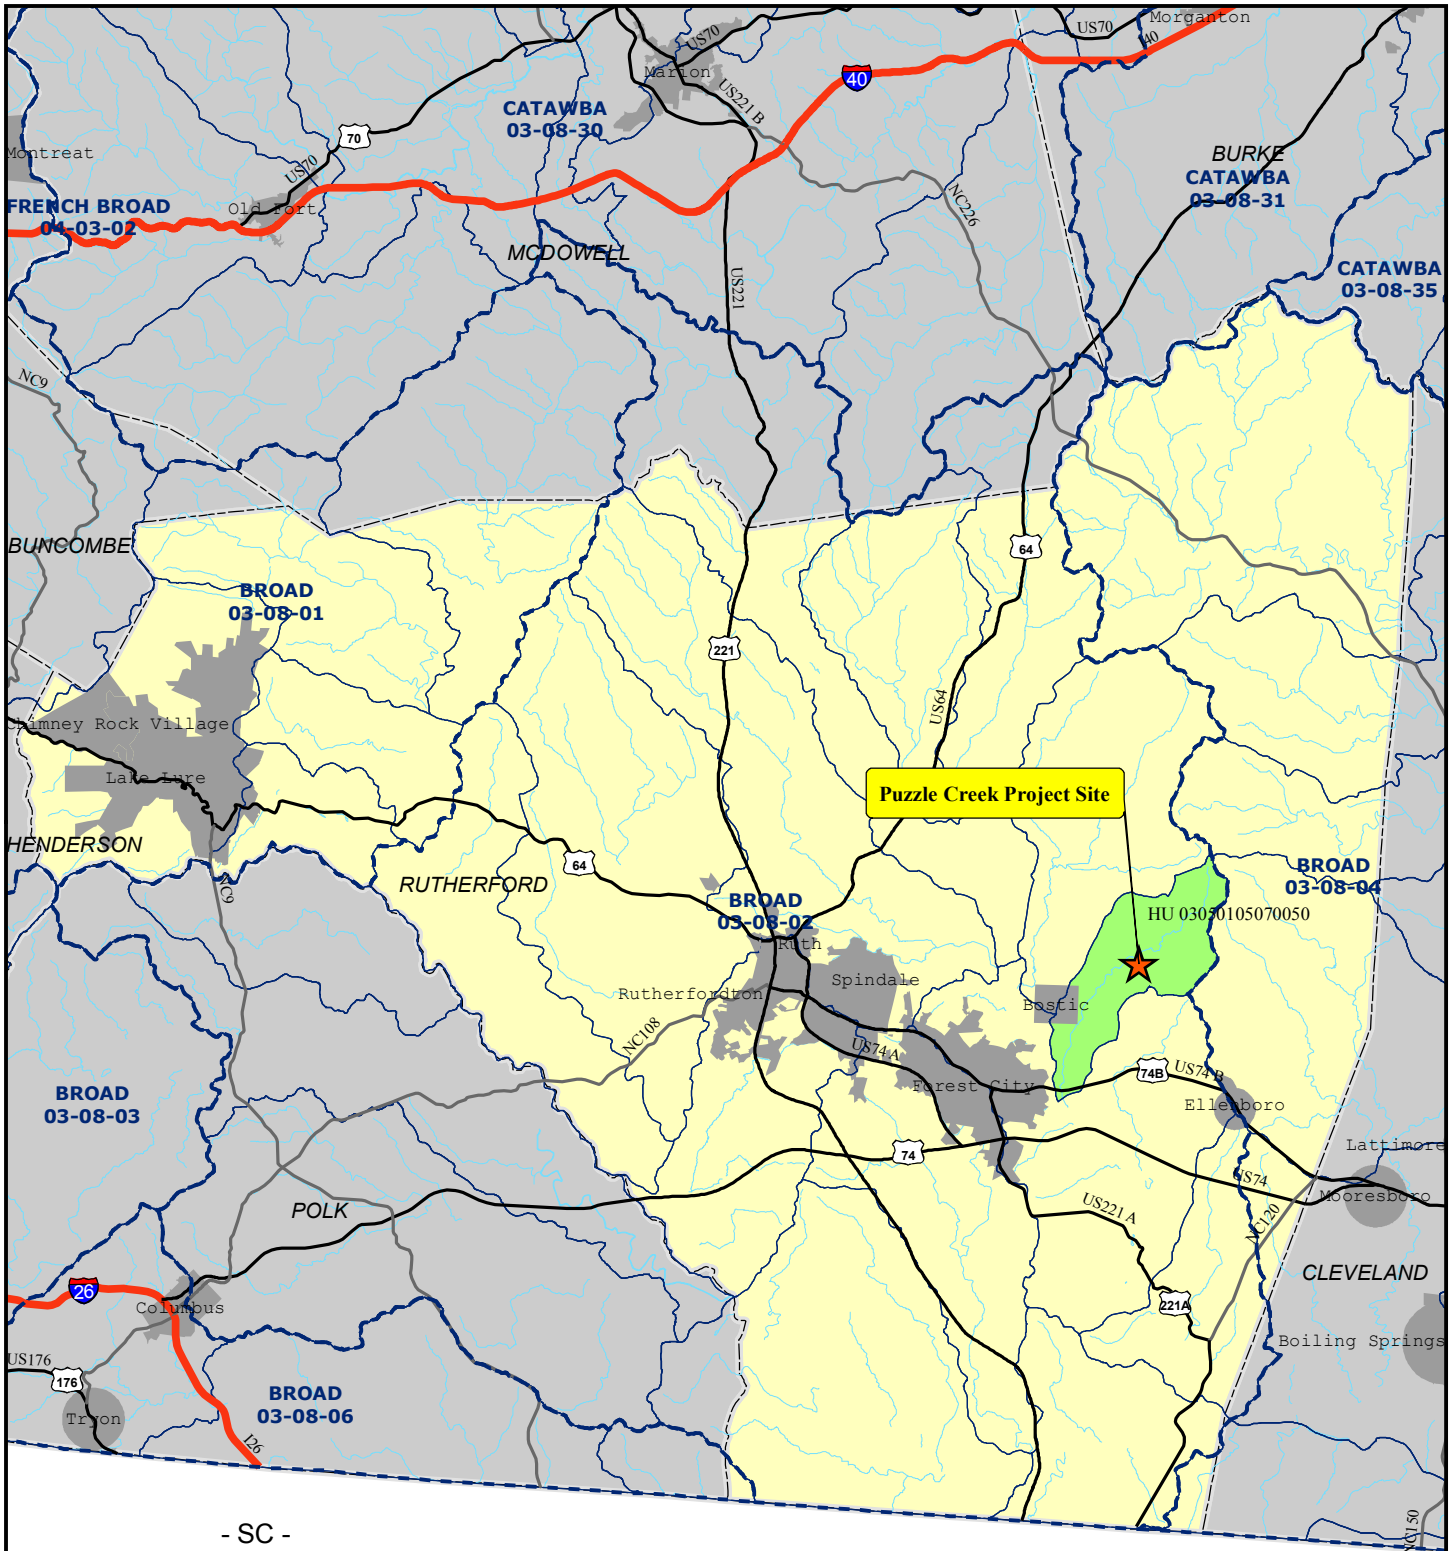 US70
Morganton
US70
40
Marion
40
US221 B
CATAWBA
03-08-30
70
Montreat
BURKE
CATAWBA
03-08-31
US70
NC226
FRENCH BROAD
04-03-02
Old Fort
MCDOWELL
CATAWBA
03-08-35
US221
NC9
BUNCOMBE
64
BROAD
03-08-01
221
US64
Chimney Rock Village
Lake Lure
Puzzle Creek Project Site
HENDERSON
64
RUTHERFORD
NC9
BROAD
03-08-02
BROAD
03-08-04
HU 03050105070050
Ruth
Spindale
Rutherfordton
Bostic
NC108
US74 A
Forest City
74B
US74 B
BROAD
03-08-03
Ellenboro
Lattimore
74
US74
Mooresboro
POLK
US221 A
NC120
CLEVELAND
26
Columbus
221A
Boiling Springs
US176
176
BROAD
03-08-06
Tryon
I26
NC150
- SC -